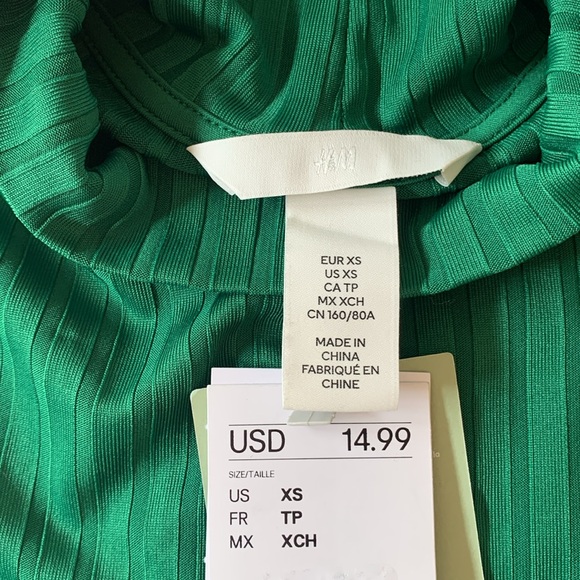 H&M
EUR XS
US XS
CA TP
MX XCH
CN 160/80A
MADE IN
CHINA
FABRIQUÉ EN
CHINE
USD 14.99
SIZE/TAILLE
US XS
FR TP
MX XCH